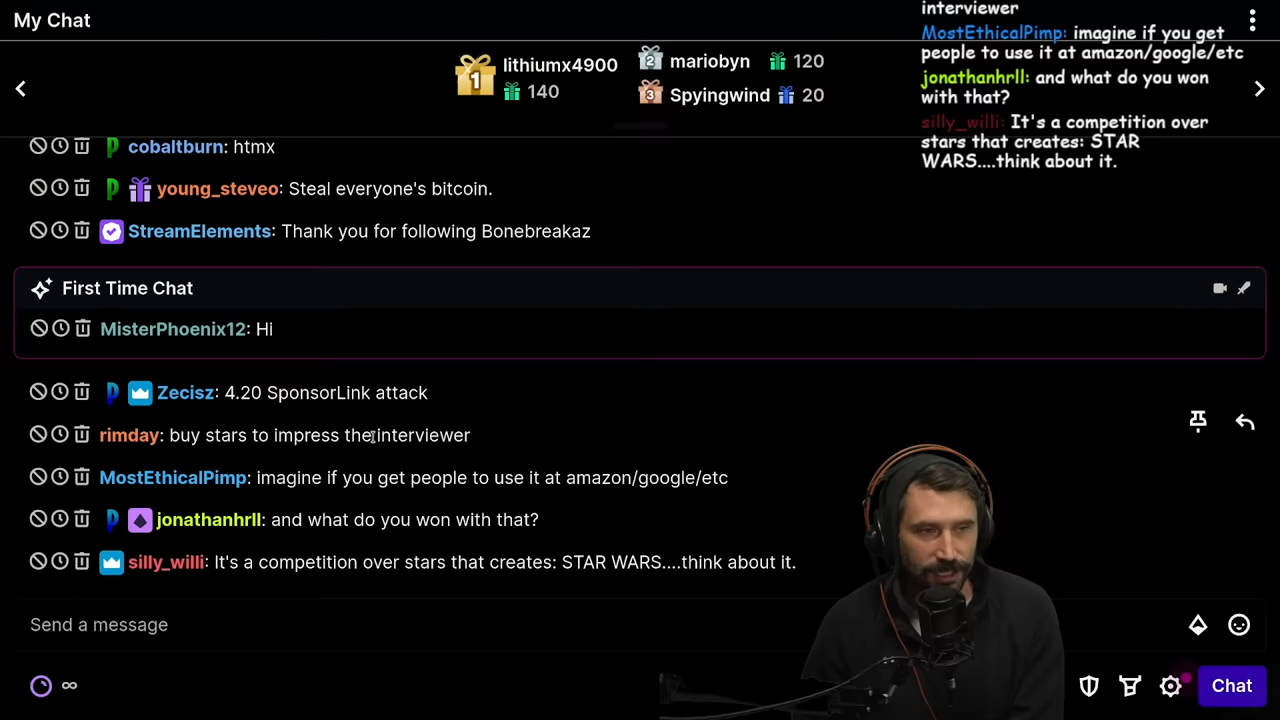 My Chat
lithiumx4900
140
mariobyn 120
Spyingwind 20
1
2
3
interviewer
MostEthicalPimp: imagine if you get
people to use it at amazon/google/etc
jonathanhrll: and what do you won
with that?
silly_willi: It's a competition over
stars that creates: STAR
WARS....think about it.
cobaltburn: htmx
young_steveo: Steal everyone's bitcoin.
StreamElements: Thank you for following Bonebreakaz
First Time Chat
MisterPhoenix12: Hi
Zecisz: 4.20 SponsorLink attack
rimday: buy stars to impress the interviewer
MostEthicalPimp: imagine if you get people to use it at amazon/google/etc
jonathanhrll: and what do you won with that?
silly_willi: It's a competition over stars that creates: STAR WARS....think about it.
Send a message
∞
Chat